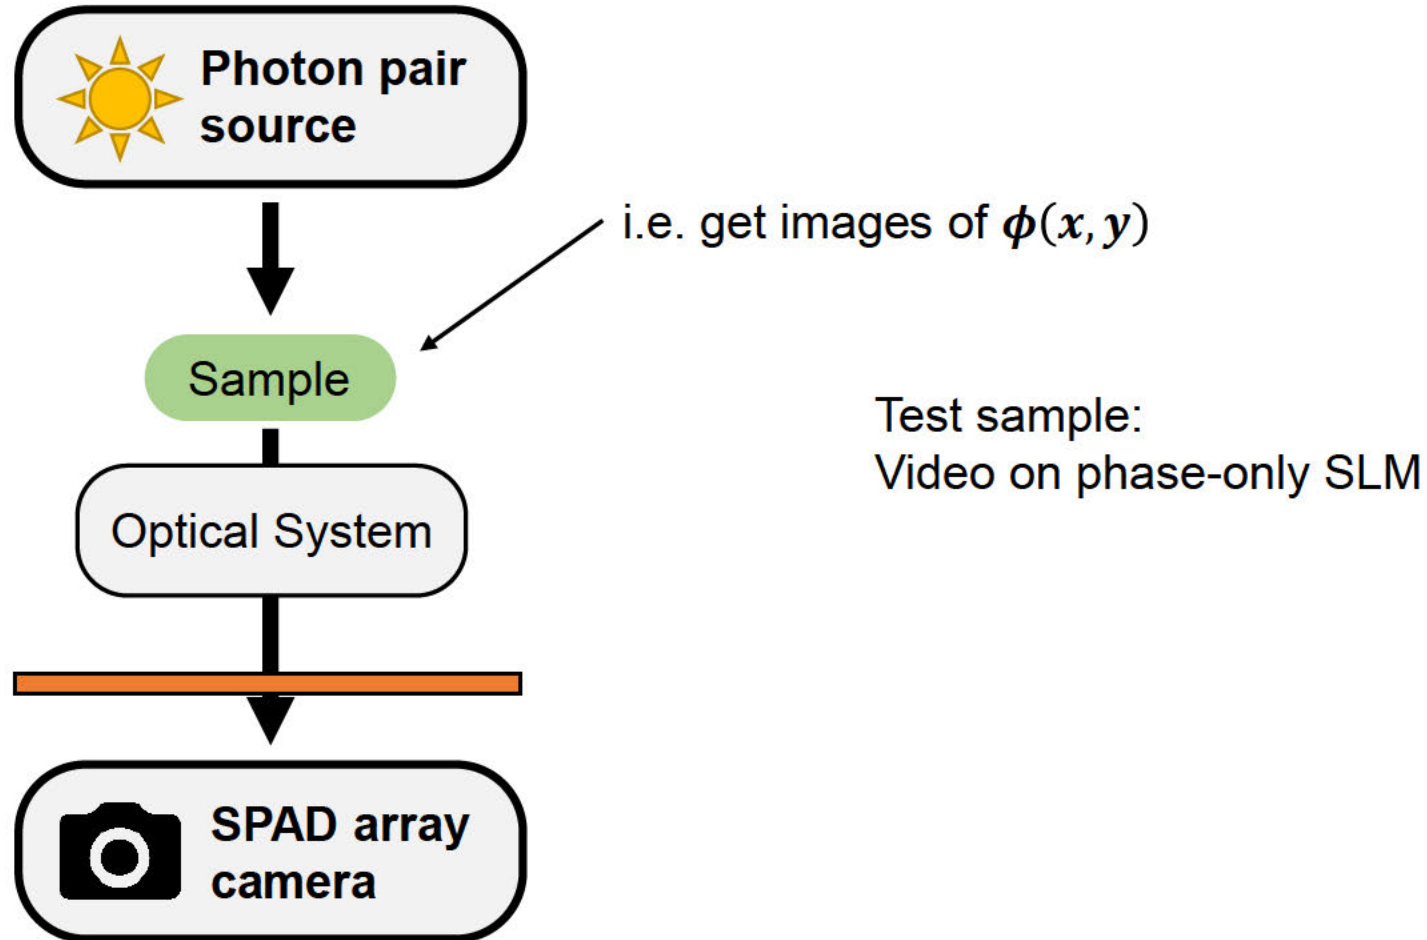 Photon pair
source
i.e. get images of ϕ(x, y)
Sample
Test sample:
Video on phase-only SLM
Optical System
SPAD array
camera